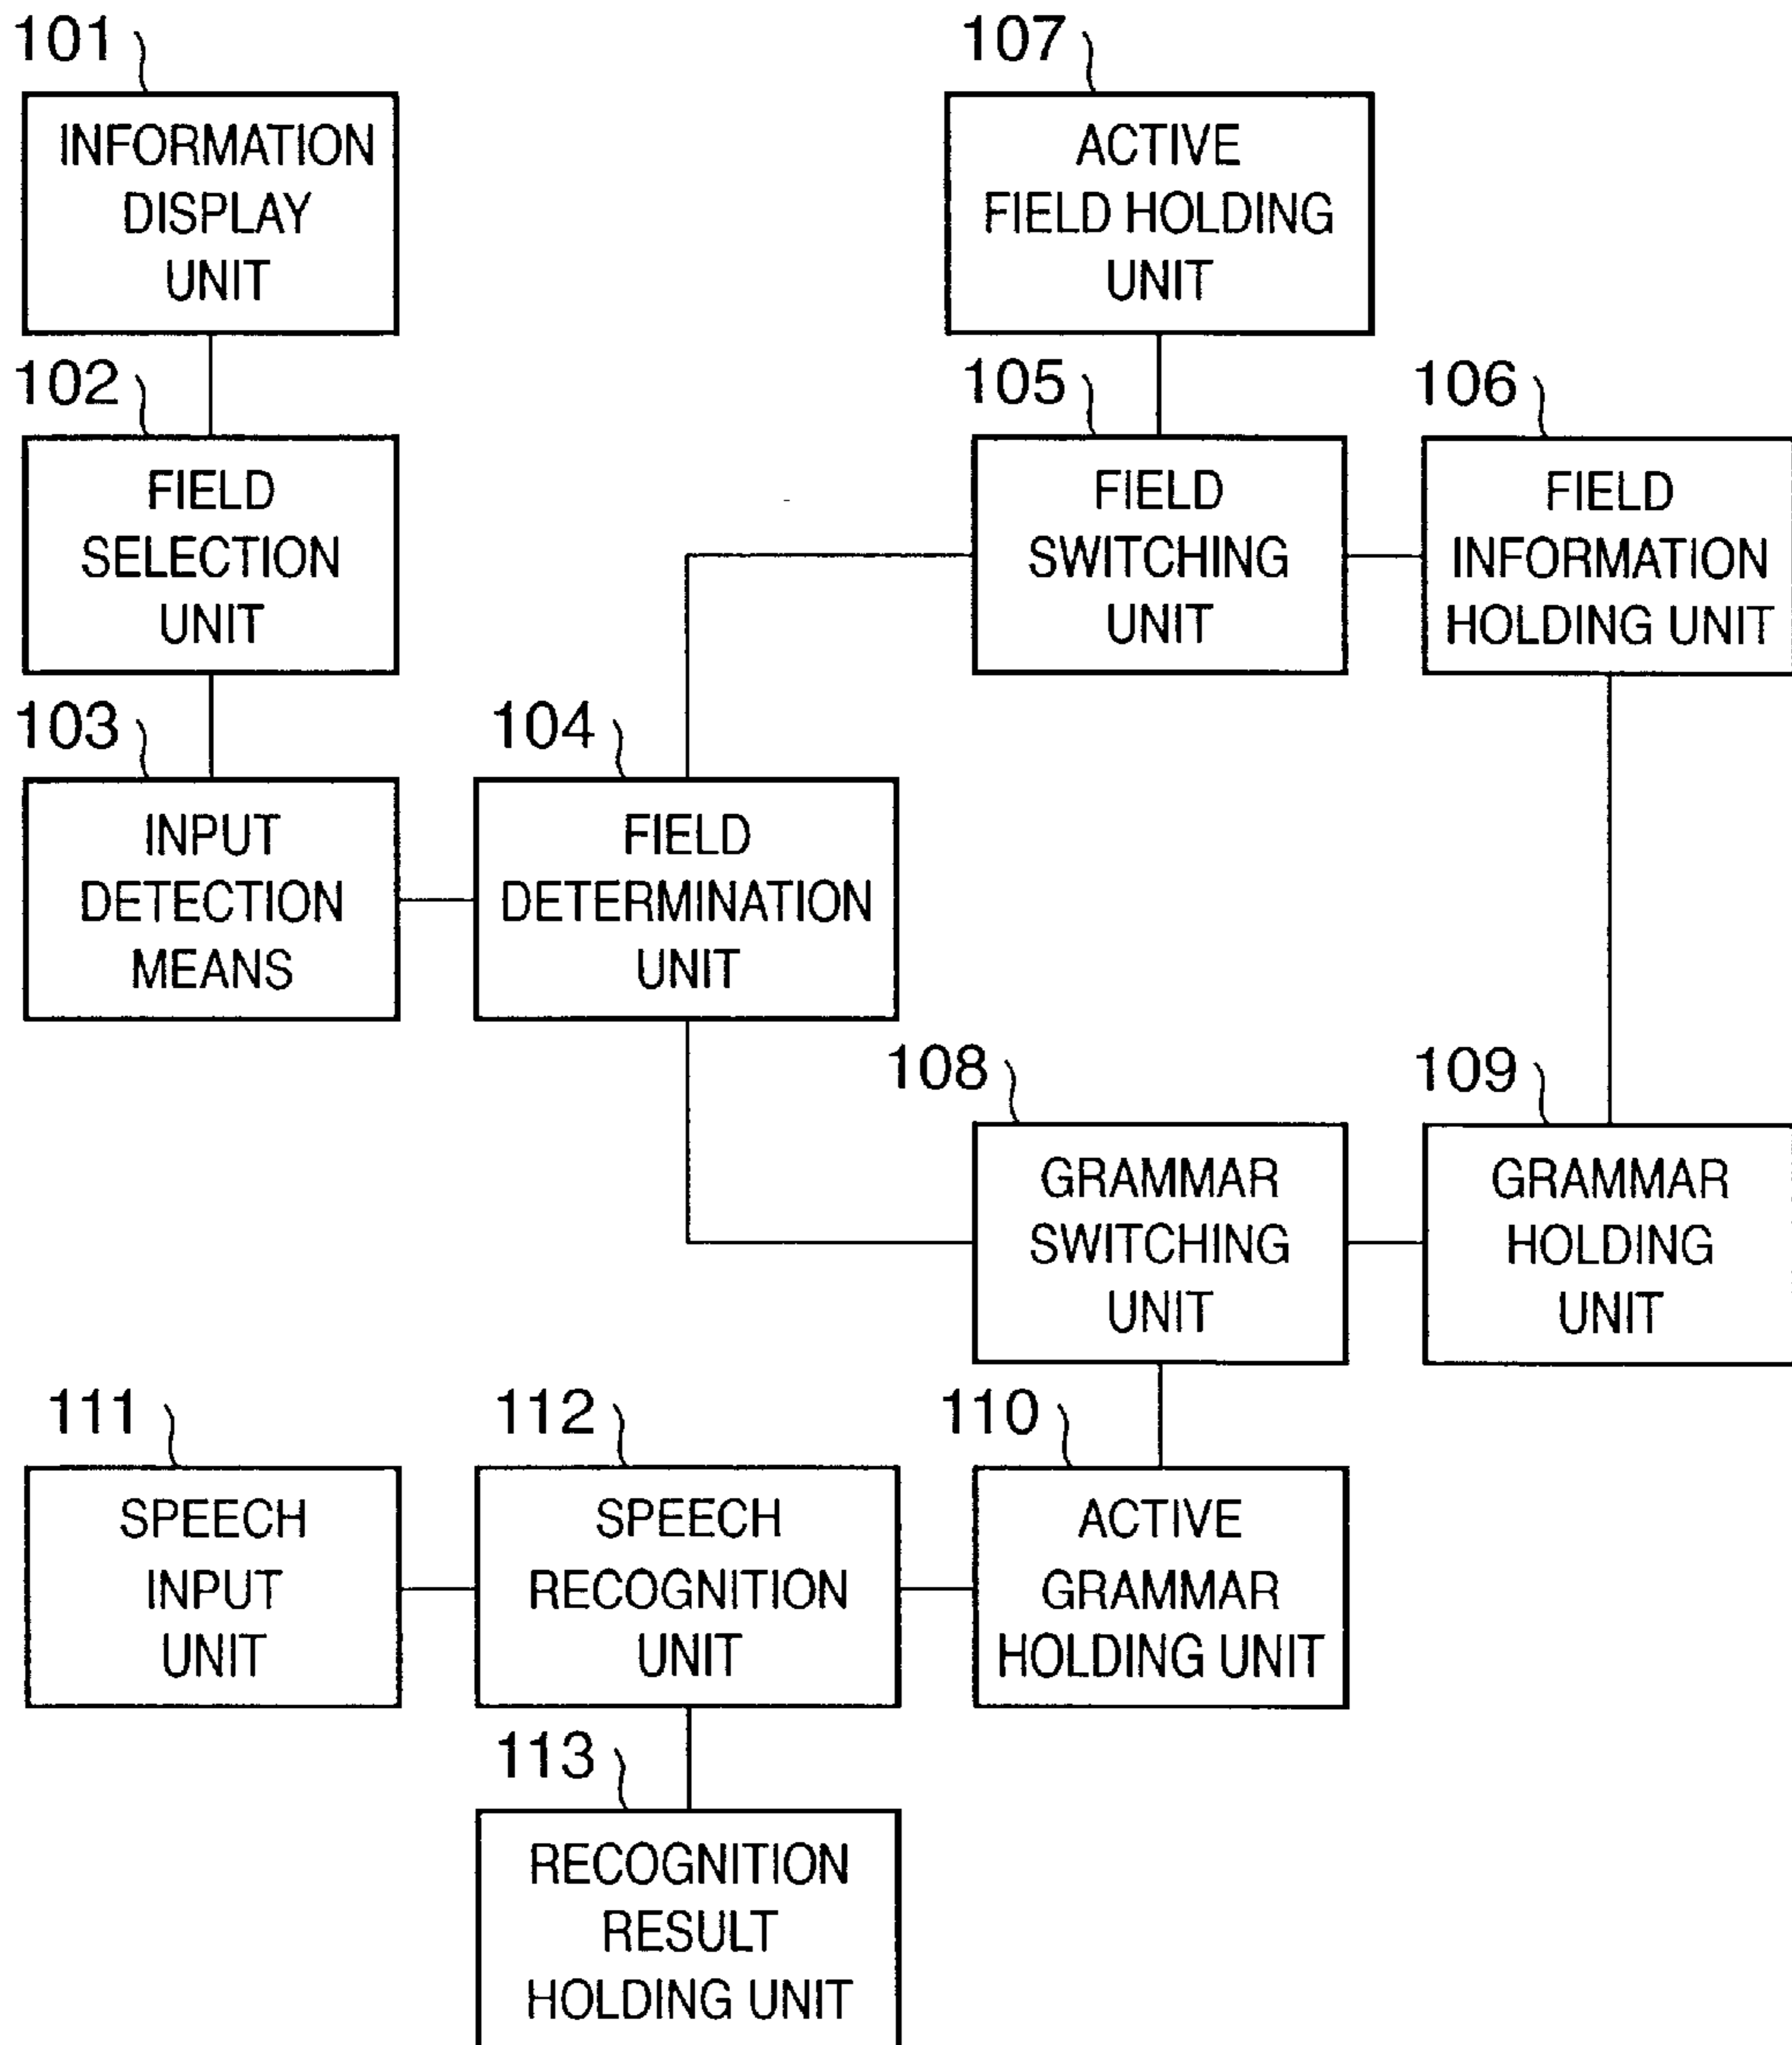 101
INFORMATION
DISPLAY
UNIT
107
ACTIVE
FIELD HOLDING
UNIT
102
FIELD
SELECTION
UNIT
105
FIELD
SWITCHING
UNIT
106
FIELD
INFORMATION
HOLDING UNIT
103
INPUT
DETECTION
MEANS
104
FIELD
DETERMINATION
UNIT
108
GRAMMAR
SWITCHING
UNIT
109
GRAMMAR
HOLDING
UNIT
111
SPEECH
INPUT
UNIT
112
SPEECH
RECOGNITION
UNIT
110
ACTIVE
GRAMMAR
HOLDING UNIT
113
RECOGNITION
RESULT
HOLDING UNIT